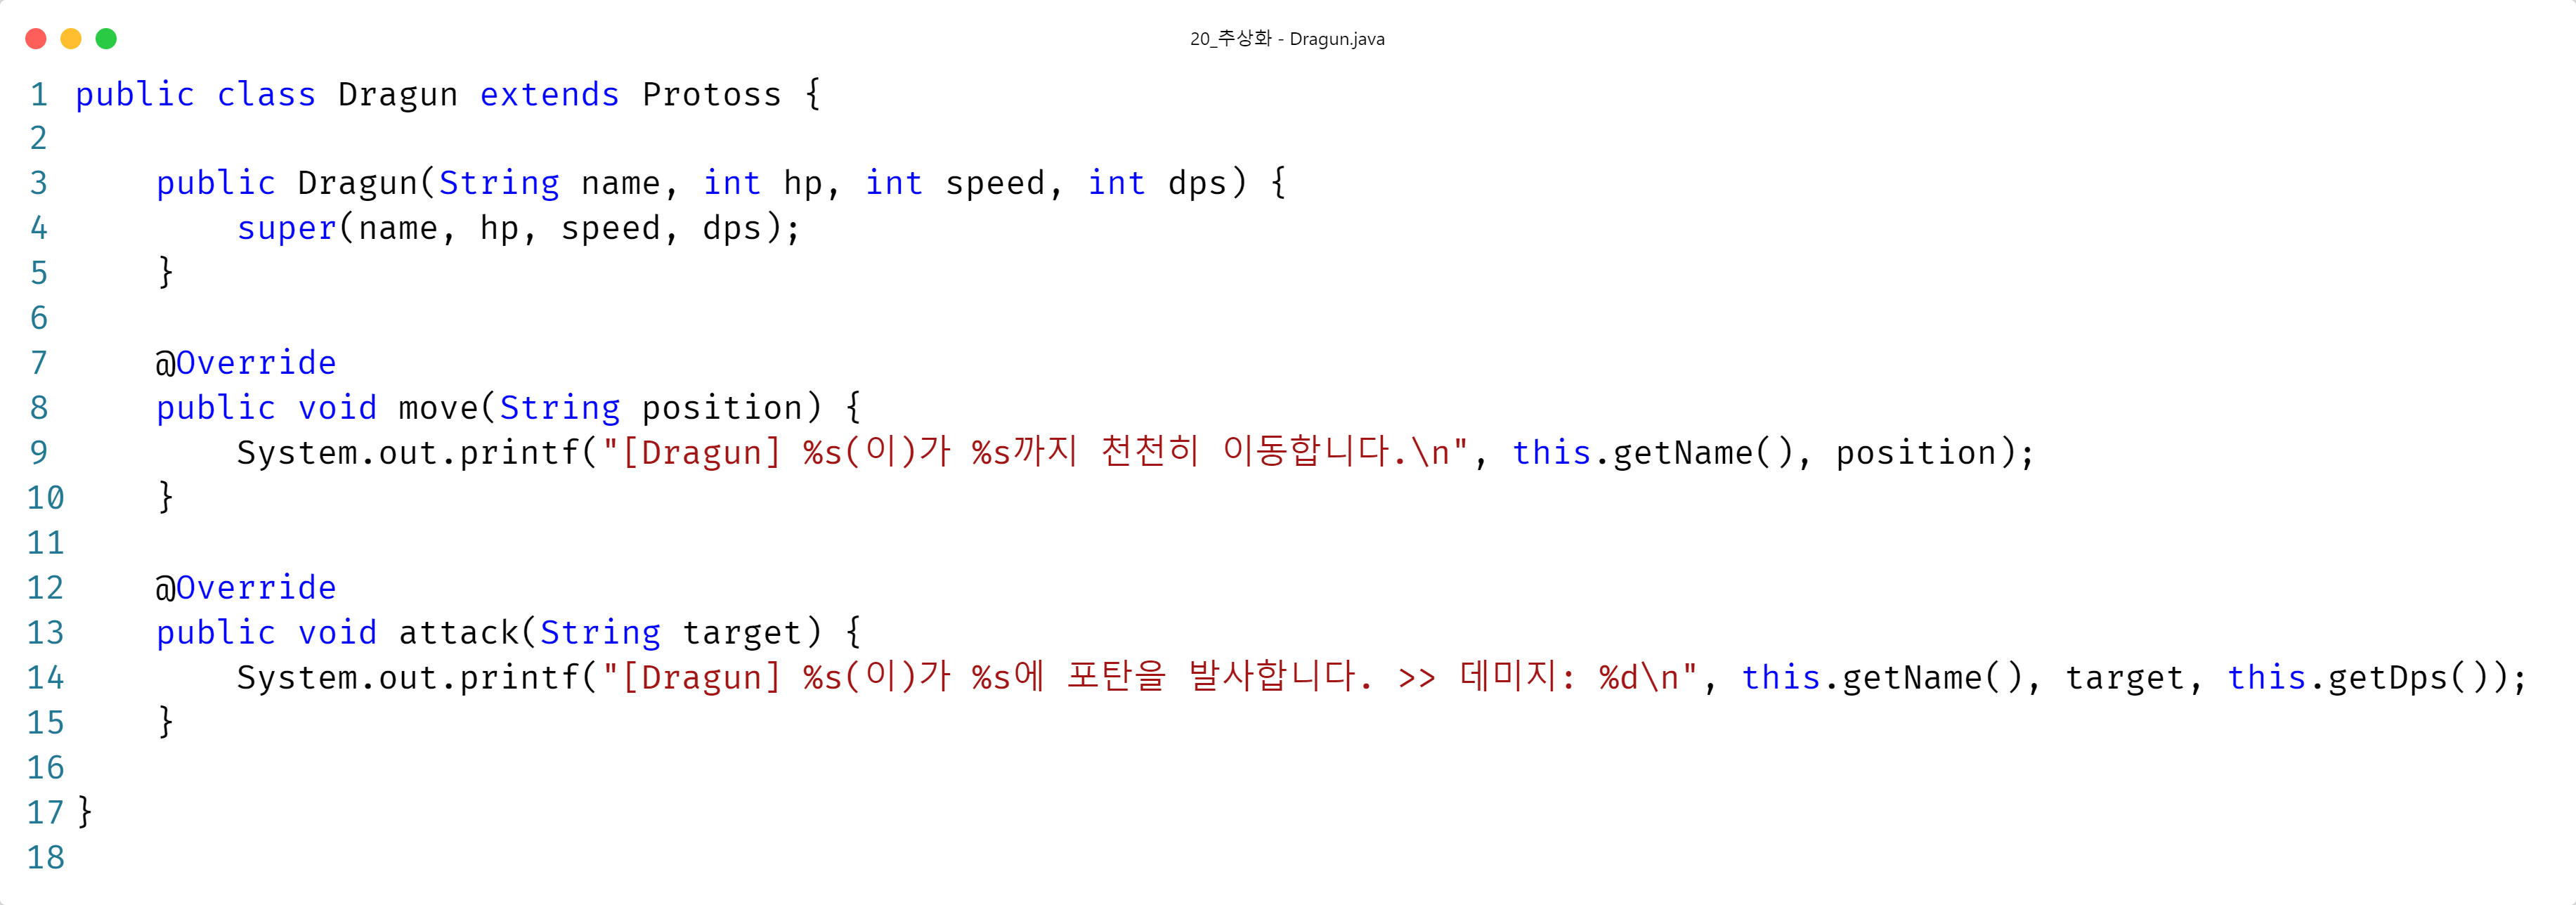 20_추상화 - Dragun.java
1 public class Dragun extends Protoss {
2
3     public Dragun(String name, int hp, int speed, int dps) {
4         super(name, hp, speed, dps);
5     }
6
7     @Override
8     public void move(String position) {
9         System.out.printf("[Dragun] %s(이)가 %s까지 천천히 이동합니다.\n", this.getName(), position);
10     }
11
12     @Override
13     public void attack(String target) {
14         System.out.printf("[Dragun] %s(이)가 %s에 포탄을 발사합니다. >> 데미지: %d\n", this.getName(), target, this.getDps());
15     }
16
17 }
18